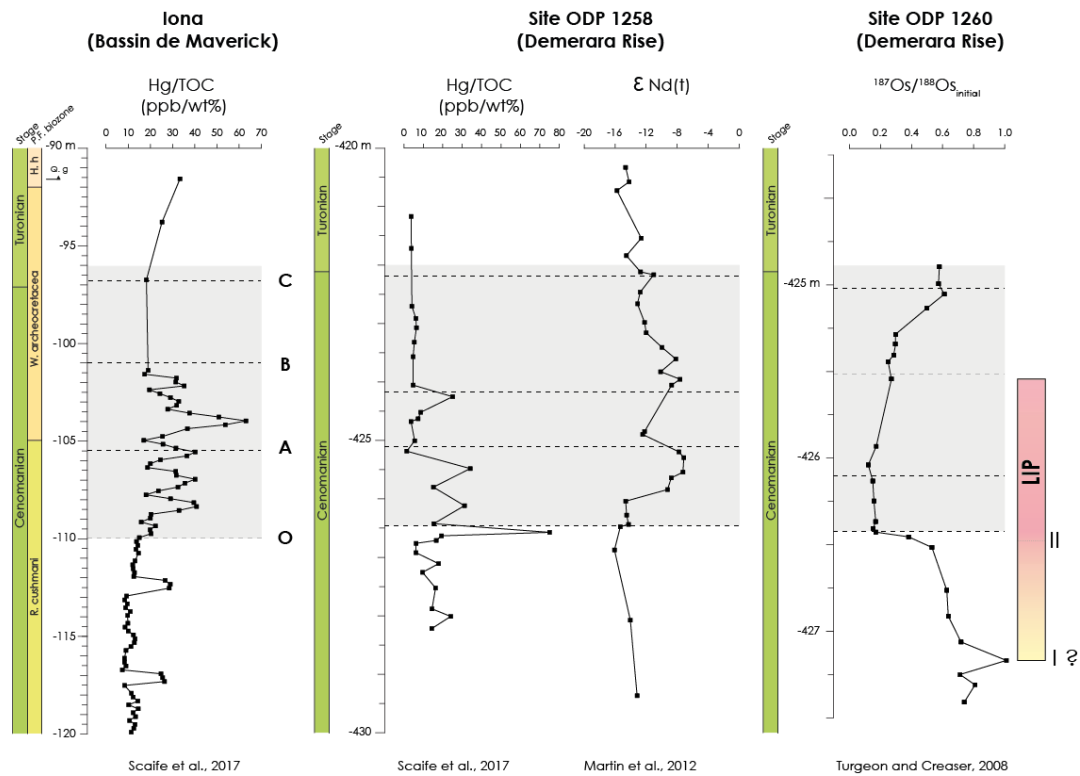 Iona
(Bassin de Maverick)
Site ODP 1258
(Demerara Rise)
Site ODP 1260
(Demerara Rise)
Hg/TOC
(ppb/wt%)
Hg/TOC
(ppb/wt%)
ε Nd(t)
187Os/188Os initial
Stage
P.F. biozone
0 10 20 30 40 50 60 70
Stage
0 10 20 30 40 50 60 70 80
-16 -12 -8 -4 0
Stage
0.0 0.2 0.4 0.6 0.8 1.0
-90 m
-95
-100
-105
-110
-115
-120
Turonian
Cenomanian
H. h
G. g
W. archeocretacea
R. cushmani
C
B
A
O
-420 m
-425
-430
Turonian
Cenomanian
Turonian
Cenomanian
-425 m
-426
-427
LIP
II
I ?
Scaife et al., 2017
Scaife et al., 2017
Martin et al., 2012
Turgeon and Creaser, 2008